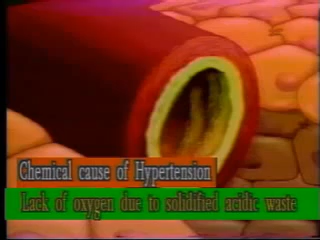 Chemical cause of Hypertension
Lack of oxygen due to solidified acidic waste